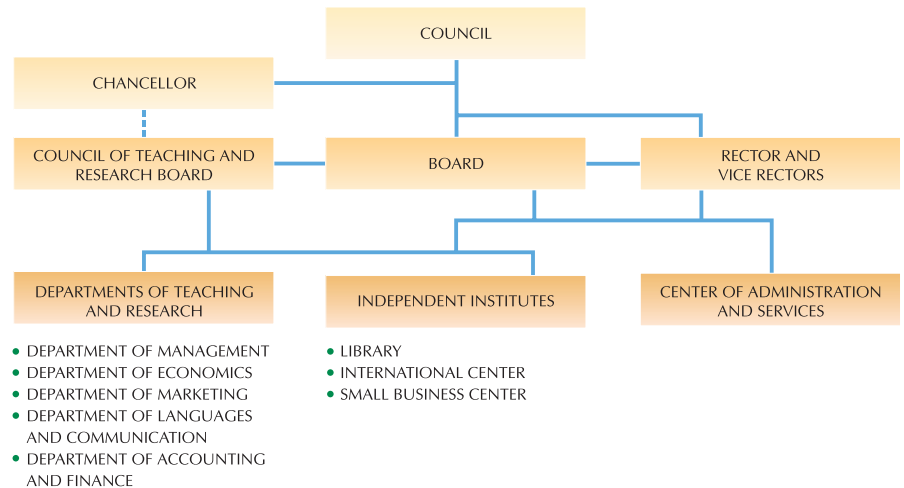 COUNCIL
CHANCELLOR
COUNCIL OF TEACHING AND
RESEARCH BOARD
BOARD
RECTOR AND
VICE RECTORS
DEPARTMENTS OF TEACHING
AND RESEARCH
INDEPENDENT INSTITUTES
CENTER OF ADMINISTRATION
AND SERVICES
• DEPARTMENT OF MANAGEMENT
• DEPARTMENT OF ECONOMICS
• DEPARTMENT OF MARKETING
• DEPARTMENT OF LANGUAGES
AND COMMUNICATION
• DEPARTMENT OF ACCOUNTING
AND FINANCE
• LIBRARY
• INTERNATIONAL CENTER
• SMALL BUSINESS CENTER